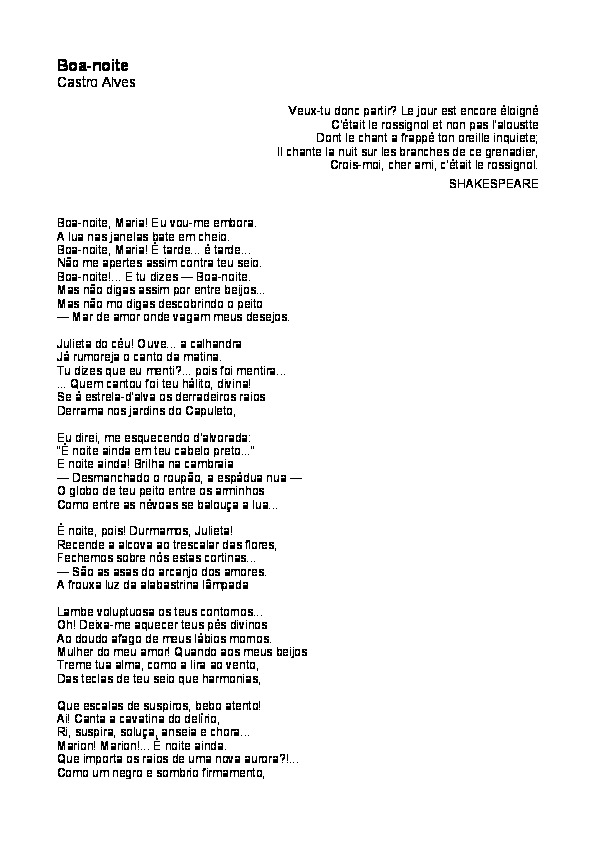 Boa-noite
Castro Alves
Veux-tu donc partir? Le jour est encore éloigné
C'était le rossignol et non pas l'aloustte
Dont le chant a frappé ton oreille inquiete;
Il chante la nuit sur les branches de ce grenadier,
Crois-moi, cher ami, c'était le rossignol.
SHAKESPEARE
Boa-noite, Maria! Eu vou-me embora.
A lua nas janelas bate em cheio.
Boa-noite, Maria! É tarde... é tarde...
Não me apertes assim contra teu seio.
Boa-noite!... E tu dizes — Boa-noite.
Mas não digas assim por entre beijos...
Mas não mo digas descobrindo o peito
— Mar de amor onde vagam meus desejos.
Julieta do céu! Ouve... a calhandra
Já rumoreja o canto da matina.
Tu dizes que eu menti?... pois foi mentira...
... Quem cantou foi teu hálito, divina!
Se a estrela-d'alva os derradeiros raios
Derrama nos jardins do Capuleto,
Eu direi, me esquecendo d'alvorada:
"É noite ainda em teu cabelo preto..."
E noite ainda! Brilha na cambraia
— Desmanchado o roupão, a espádua nua —
O globo de teu peito entre os arminhos
Como entre as névoas se balouça a lua...
É noite, pois! Durmamos, Julieta!
Recende a alcova ao trescalar das flores,
Fechemos sobre nós estas cortinas...
— São as asas do arcanjo dos amores.
A frouxa luz da alabastrina lâmpada
Lambe voluptuosa os teus contornos...
Oh! Deixa-me aquecer teus pés divinos
Ao doudo afago de meus lábios mornos.
Mulher do meu amor! Quando aos meus beijos
Treme tua alma, como a lira ao vento,
Das teclas de teu seio que harmonias,
Que escalas de suspiros, bebo atento!
Ai! Canta a cavatina do delírio,
Ri, suspira, soluça, anseia e chora...
Marion! Marion!... É noite ainda.
Que importa os raios de uma nova aurora?!...
Como um negro e sombrio firmamento,